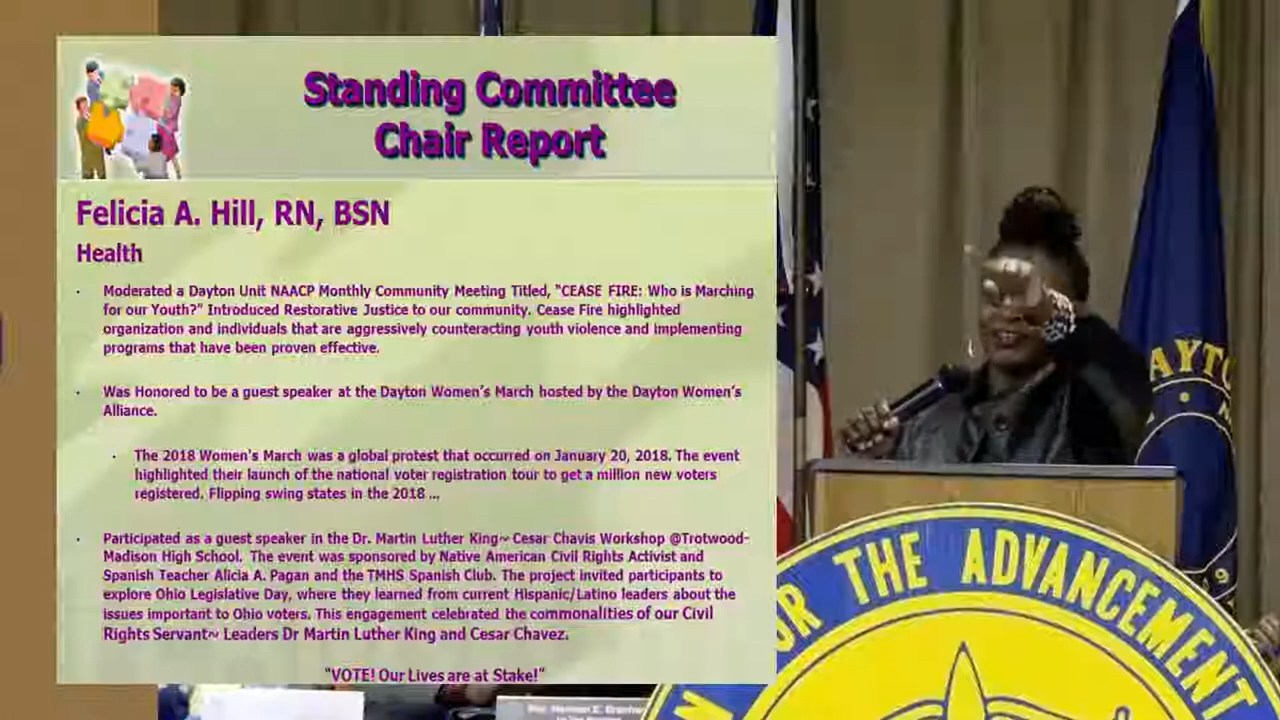 Standing Committee
Chair Report
Felicia A. Hill, RN, BSN
Health
· Moderated a Dayton Unit NAACP Monthly Community Meeting Titled, “CEASE FIRE: Who is Marching
for our Youth?” Introduced Restorative Justice to our community. Cease Fire highlighted
organization and individuals that are aggressively counteracting youth violence and implementing
programs that have been proven effective.
· Was Honored to be a guest speaker at the Dayton Women’s March hosted by the Dayton Women’s
Alliance.
· The 2018 Women's March was a global protest that occurred on January 20, 2018. The event
highlighted their launch of the national voter registration tour to get a million new voters
registered. Flipping swing states in the 2018 ...
· Participated as a guest speaker in the Dr. Martin Luther King~ Cesar Chavis Workshop @Trotwood-
Madison High School. The event was sponsored by Native American Civil Rights Activist and
Spanish Teacher Alicia A. Pagan and the TMHS Spanish Club. The project invited participants to
explore Ohio Legislative Day, where they learned from current Hispanic/Latino leaders about the
issues important to Ohio voters. This engagement celebrated the commonalities of our Civil
Rights Servant~ Leaders Dr Martin Luther King and Cesar Chavez.
“VOTE! Our Lives are at Stake!”
AYT
9
OR THE ADVANCEMENT
N